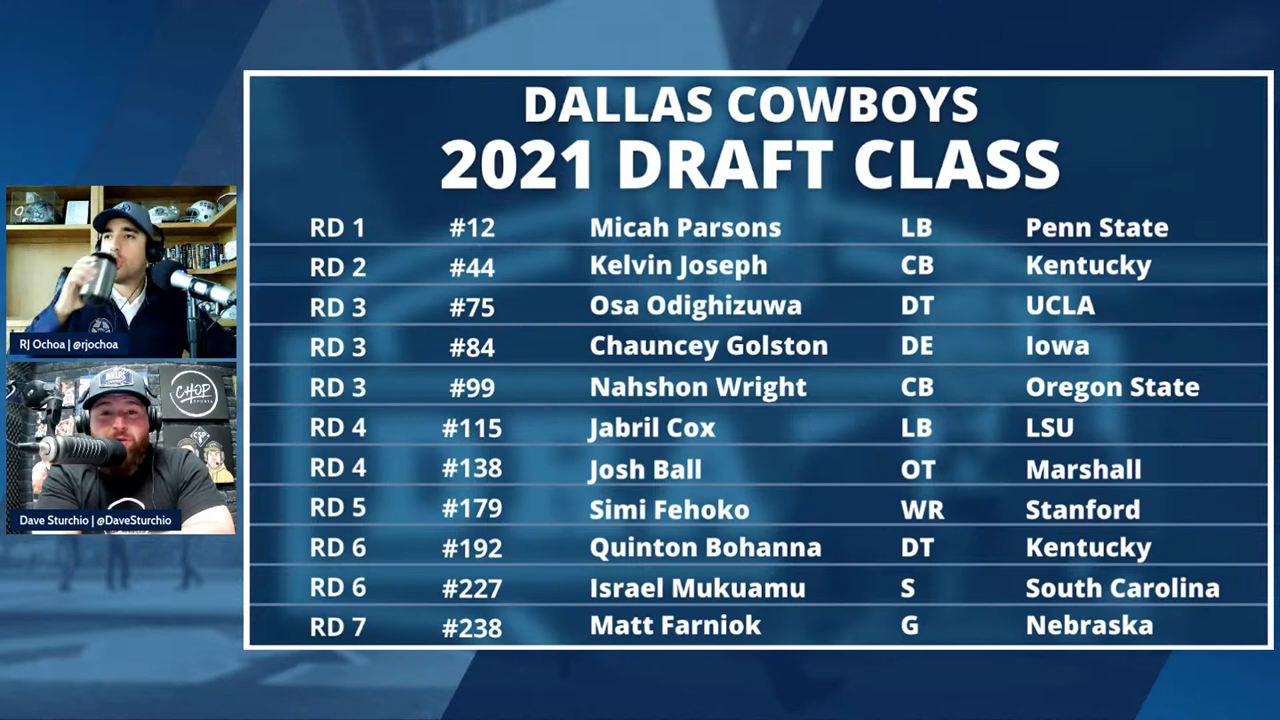 DALLAS COWBOYS
2021 DRAFT CLASS
RD 1 #12 Micah Parsons LB Penn State
RD 2 #44 Kelvin Joseph CB Kentucky
RD 3 #75 Osa Odighizuwa DT UCLA
RD 3 #84 Chauncey Golston DE Iowa
RD 3 #99 Nahshon Wright CB Oregon State
RD 4 #115 Jabril Cox LB LSU
RD 4 #138 Josh Ball OT Marshall
RD 5 #179 Simi Fehoko WR Stanford
RD 6 #192 Quinton Bohanna DT Kentucky
RD 6 #227 Israel Mukuamu S South Carolina
RD 7 #238 Matt Farniok G Nebraska
RJ Ochoa | @rjochoa
CHOP
SPORTS
Dave Sturchio | @DaveSturchio